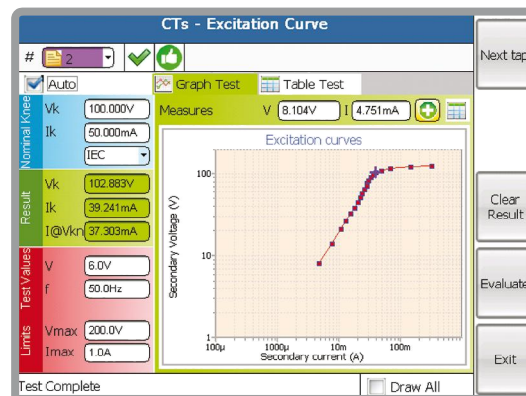 CTs - Excitation Curve
# 2
Next tap
Auto
Graph Test
Table Test
Nominal Knee
Vk 100.000V
Ik 50.000mA
IEC
Measures V 8.104V I 4.751mA
Excitation curves
Result
Vk 102.883V
Ik 39.241mA
I@Vkn 37.303mA
Clear
Result
Test Values
V 6.0V
f 50.0Hz
Evaluate
Limits
Vmax 200.0V
Imax 1.0A
Exit
Secondary Voltage (V)
100
10
1
100µ 1000µ 10m 100m
Secondary current (A)
Test Complete
Draw All